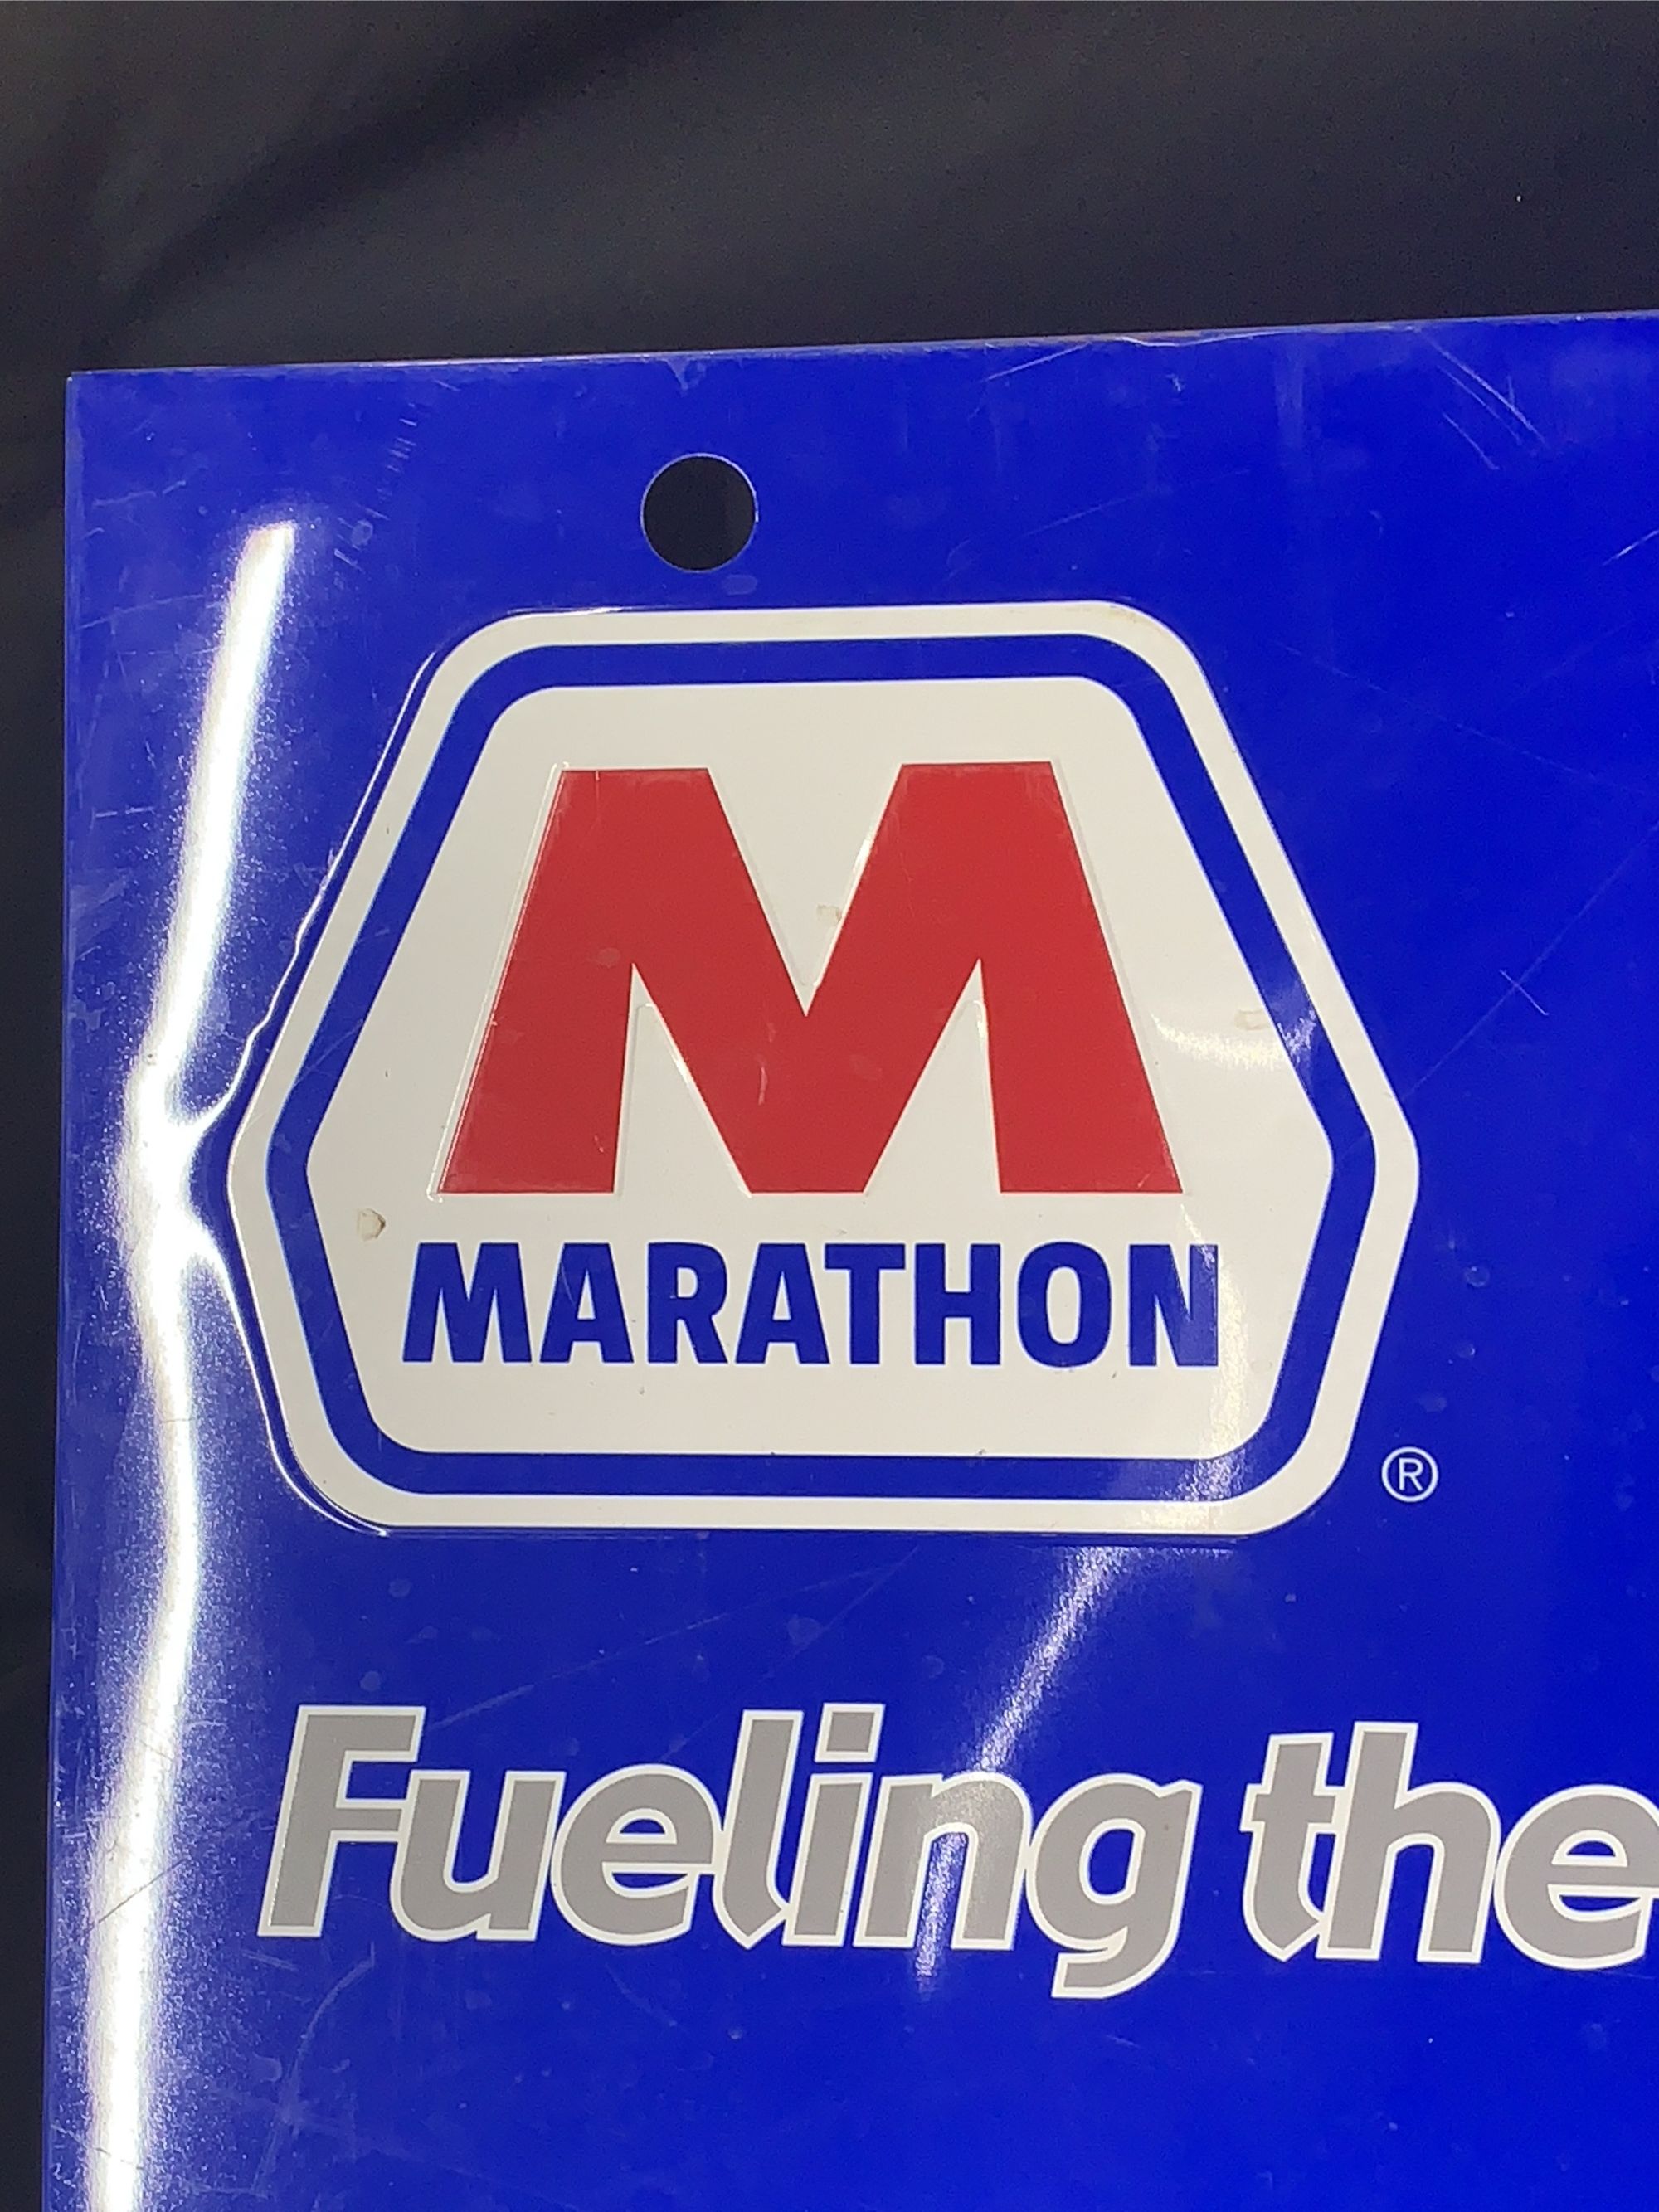 M
MARATHON
®
Fueling the